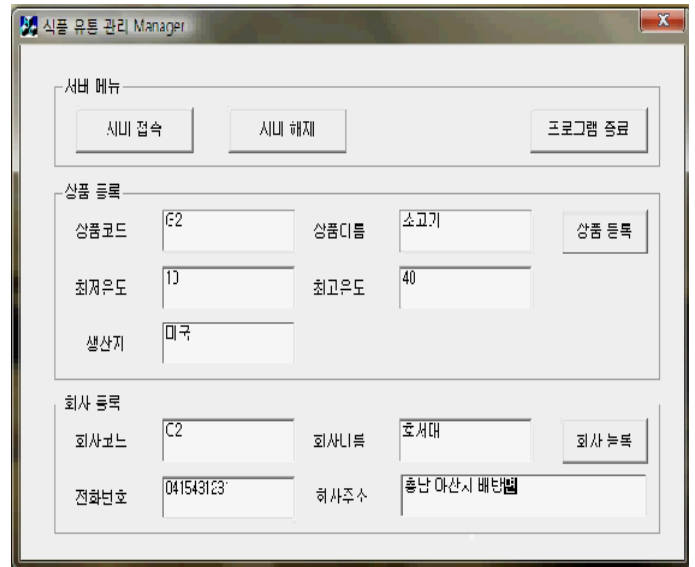 식품 유통 관리 Manager
서버 메뉴
서버 접속 서버 해제 프로그램 종료
상품 등록
상품코드 G2 상품이름 소고기 상품 등록
최저온도 10 최고온도 40
생산지 미국
회사 등록
회사코드 C2 회사이름 호서대 회사 등록
전화번호 회사주소 충남 아산시 배방면